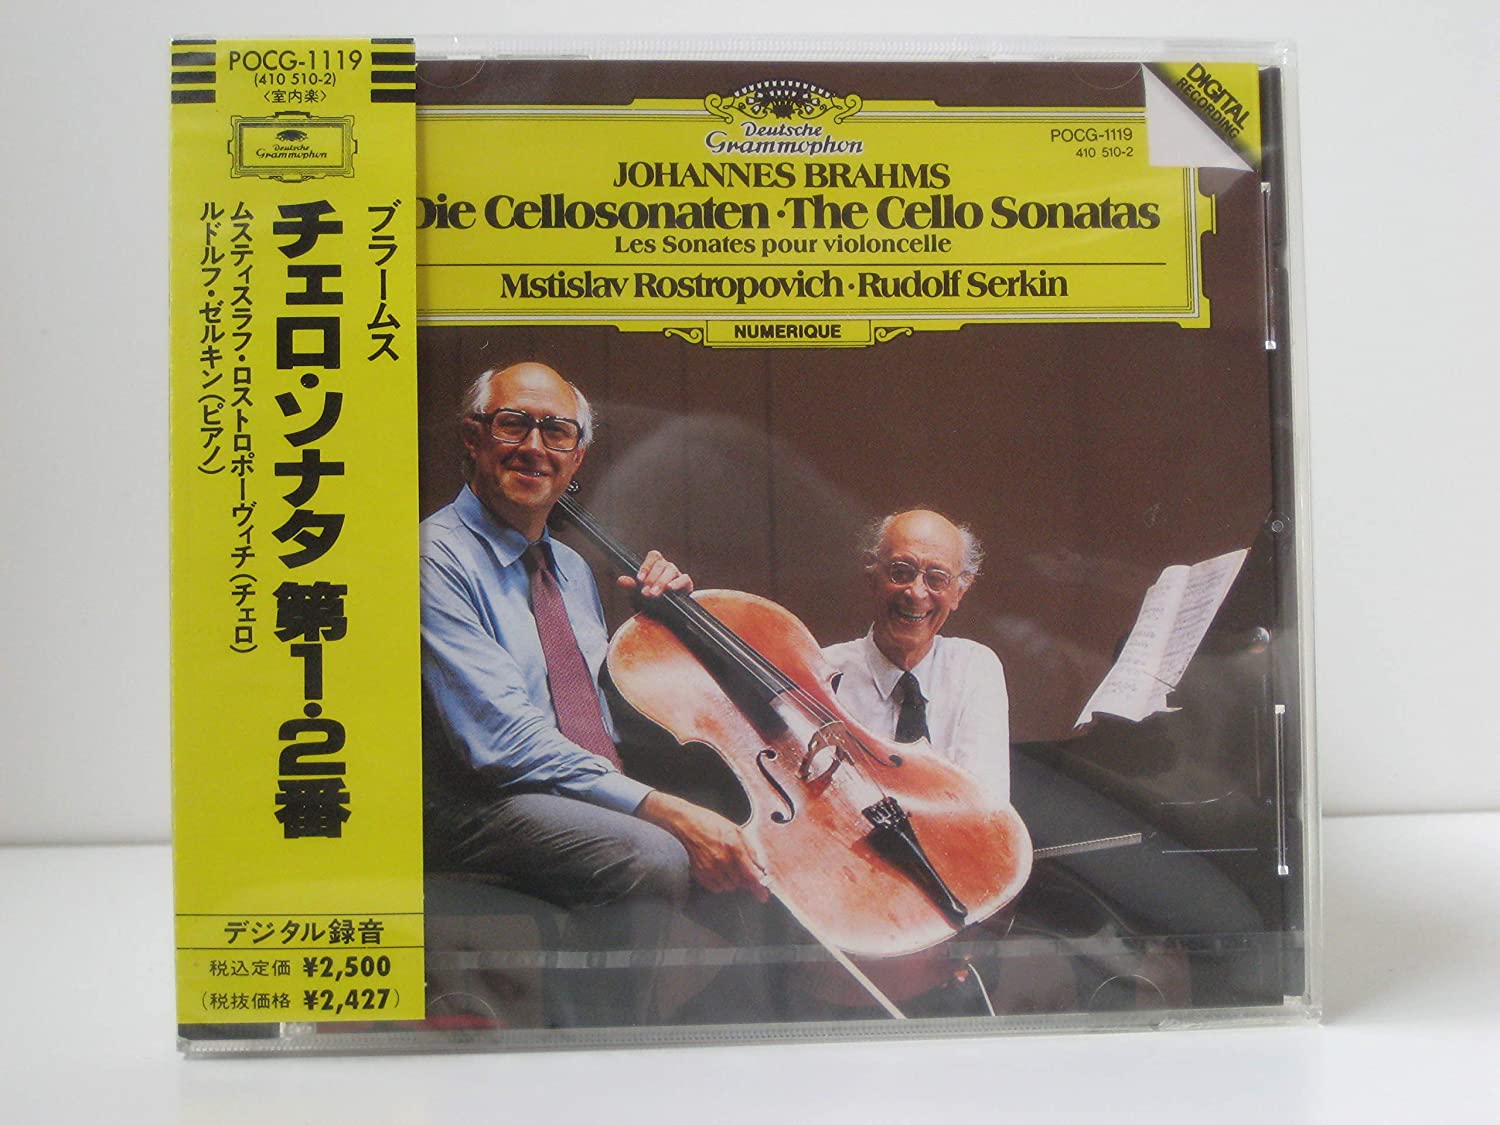 POCG-1119
(410 510-2)
〈室内楽〉
Deutsche
Grammophon
ブラームス
チェロ・ソナタ 第1・2番
ムスティスラフ・ロストロポーヴィチ(チェロ)
ルドルフ・ゼルキン(ピアノ)
デジタル録音
税込定価 ¥2,500
(税抜価格 ¥2,427)
DIGITAL
RECORDING
Deutsche
Grammophon
POCG-1119
410 510-2
JOHANNES BRAHMS
Die Cellosonaten·The Cello Sonatas
Les Sonates pour violoncelle
Mstislav Rostropovich·Rudolf Serkin
NUMERIQUE